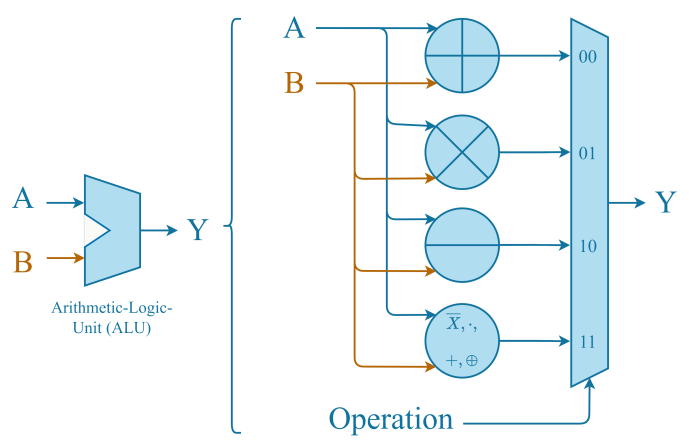 A
B
Y
Arithmetic-Logic-
Unit (ALU)
A
B
00
01
10
X̅, ·,
+, ⊕
11
Y
Operation